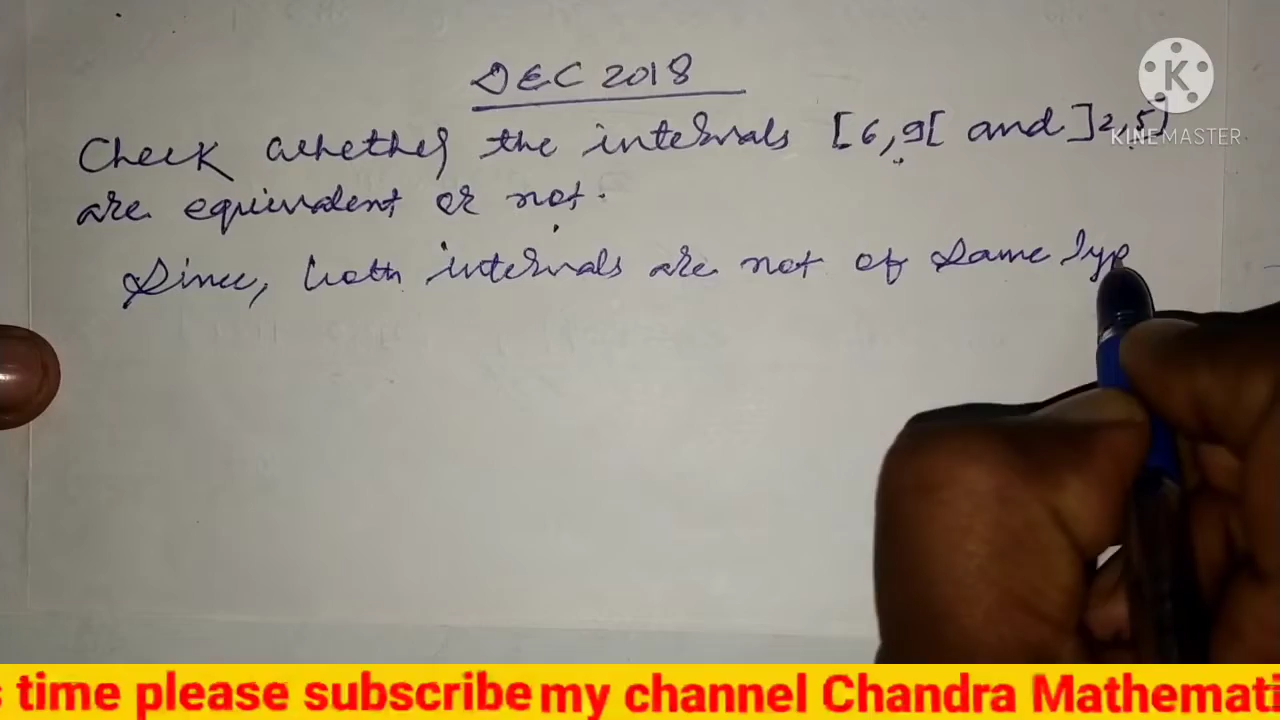 DEC 2018
Check whether the intervals [6,9[ and ]2,5]
are equivalent or not.
Since, both intervals are not of same typ
K
KINEMASTER
time please subscribe my channel Chandra Mathemati